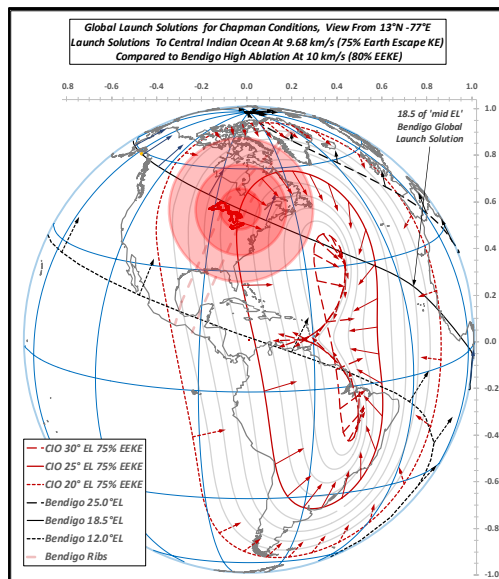 Global Launch Solutions for Chapman Conditions, View From 13°N -77°E
Launch Solutions To Central Indian Ocean At 9.68 km/s (75% Earth Escape KE)
Compared to Bendigo High Ablation At 10 km/s (80% EEKE)
0.8 0.6 0.4 0.2 0.0 0.2 0.4 0.6 0.8
1.0
18.5 of 'mid EL'
Bendigo Global
Launch Solution
0.8
0.6
0.4
0.2
0.0
-0.2
-0.4
-0.6
-0.8
-1.0
CIO 30° EL 75% EEKE
CIO 25° EL 75% EEKE
CIO 20° EL 75% EEKE
Bendigo 25.0°EL
Bendigo 18.5°EL
Bendigo 12.0°EL
Bendigo Ribs